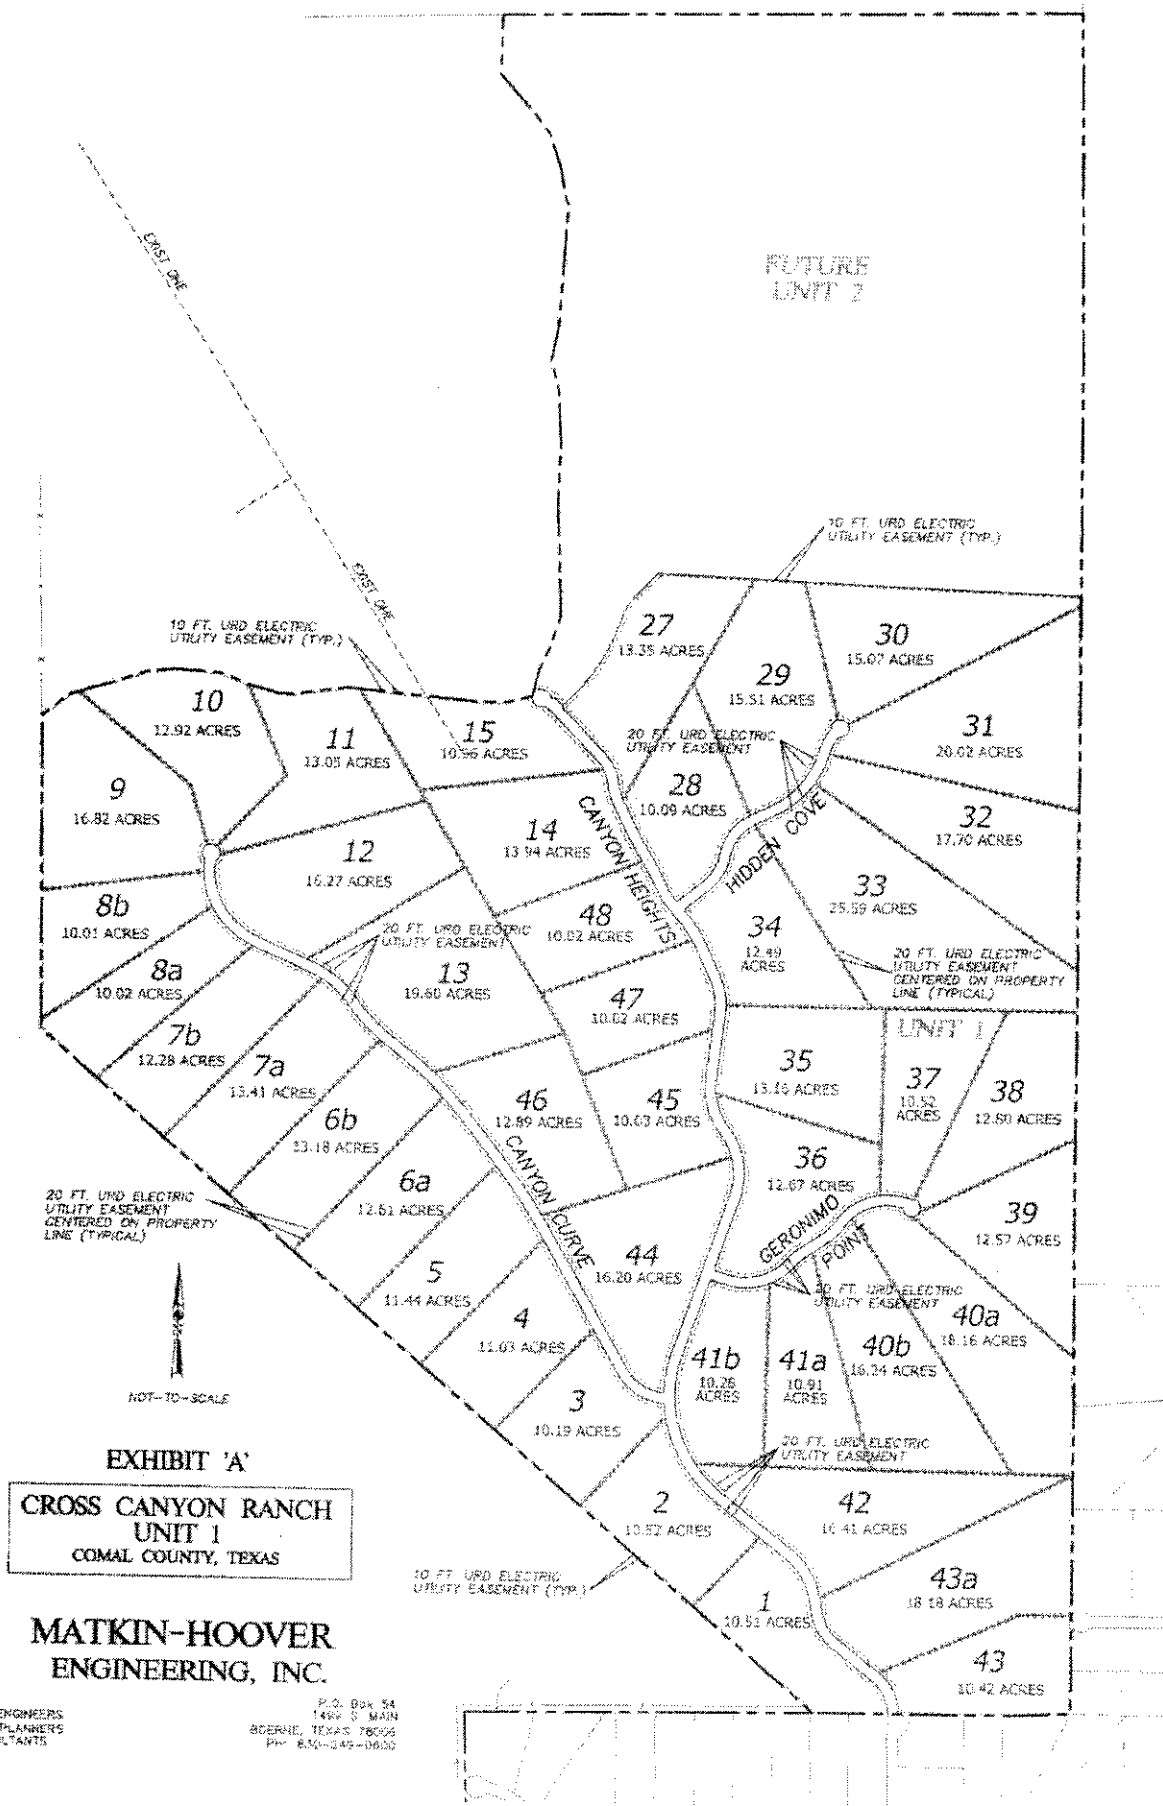 EXIST OHE
FUTURE
UNIT 2
EXIST OHE
10 FT. URD ELECTRIC
UTILITY EASEMENT (TYP.)
10 FT. URD ELECTRIC
UTILITY EASEMENT (TYP.)
27
13.35 ACRES
30
15.07 ACRES
29
15.51 ACRES
10
12.92 ACRES
11
13.05 ACRES
15
10.96 ACRES
31
20.02 ACRES
20 FT. URD ELECTRIC
UTILITY EASEMENT
9
16.82 ACRES
28
10.09 ACRES
32
17.70 ACRES
14
13.94 ACRES
CANYON HEIGHTS
HIDDEN COVE
12
16.27 ACRES
33
25.59 ACRES
8b
10.01 ACRES
48
10.02 ACRES
34
12.49
ACRES
20 FT. URD ELECTRIC
UTILITY EASEMENT
20 FT. URD ELECTRIC
UTILITY EASEMENT
CENTERED ON PROPERTY
LINE (TYPICAL)
8a
10.02 ACRES
13
19.60 ACRES
47
10.02 ACRES
UNIT 1
7b
12.28 ACRES
7a
13.41 ACRES
35
13.16 ACRES
37
10.52
ACRES
38
12.80 ACRES
46
12.89 ACRES
45
10.03 ACRES
6b
13.18 ACRES
CANYON CURVE
36
12.67 ACRES
6a
12.61 ACRES
20 FT. URD ELECTRIC
UTILITY EASEMENT
CENTERED ON PROPERTY
LINE (TYPICAL)
GERONIMO
POINT
39
12.57 ACRES
44
16.20 ACRES
5
11.44 ACRES
20 FT. URD ELECTRIC
UTILITY EASEMENT
4
11.03 ACRES
40a
18.16 ACRES
40b
16.24 ACRES
41b
10.26
ACRES
41a
10.91
ACRES
3
10.19 ACRES
NOT-TO-SCALE
20 FT. URD ELECTRIC
UTILITY EASEMENT
EXHIBIT 'A'
CROSS CANYON RANCH
UNIT 1
COMAL COUNTY, TEXAS
2
ACRES
42
16.41 ACRES
10 FT. URD ELECTRIC
UTILITY EASEMENT (TYP.)
1
10.51 ACRES
43a
18.18 ACRES
MATKIN-HOOVER
ENGINEERING, INC.
43
10.42 ACRES
ENGINEERS
PLANNERS
P.O. Box 54
S. MAIN
BOERNE, TEXAS 78006